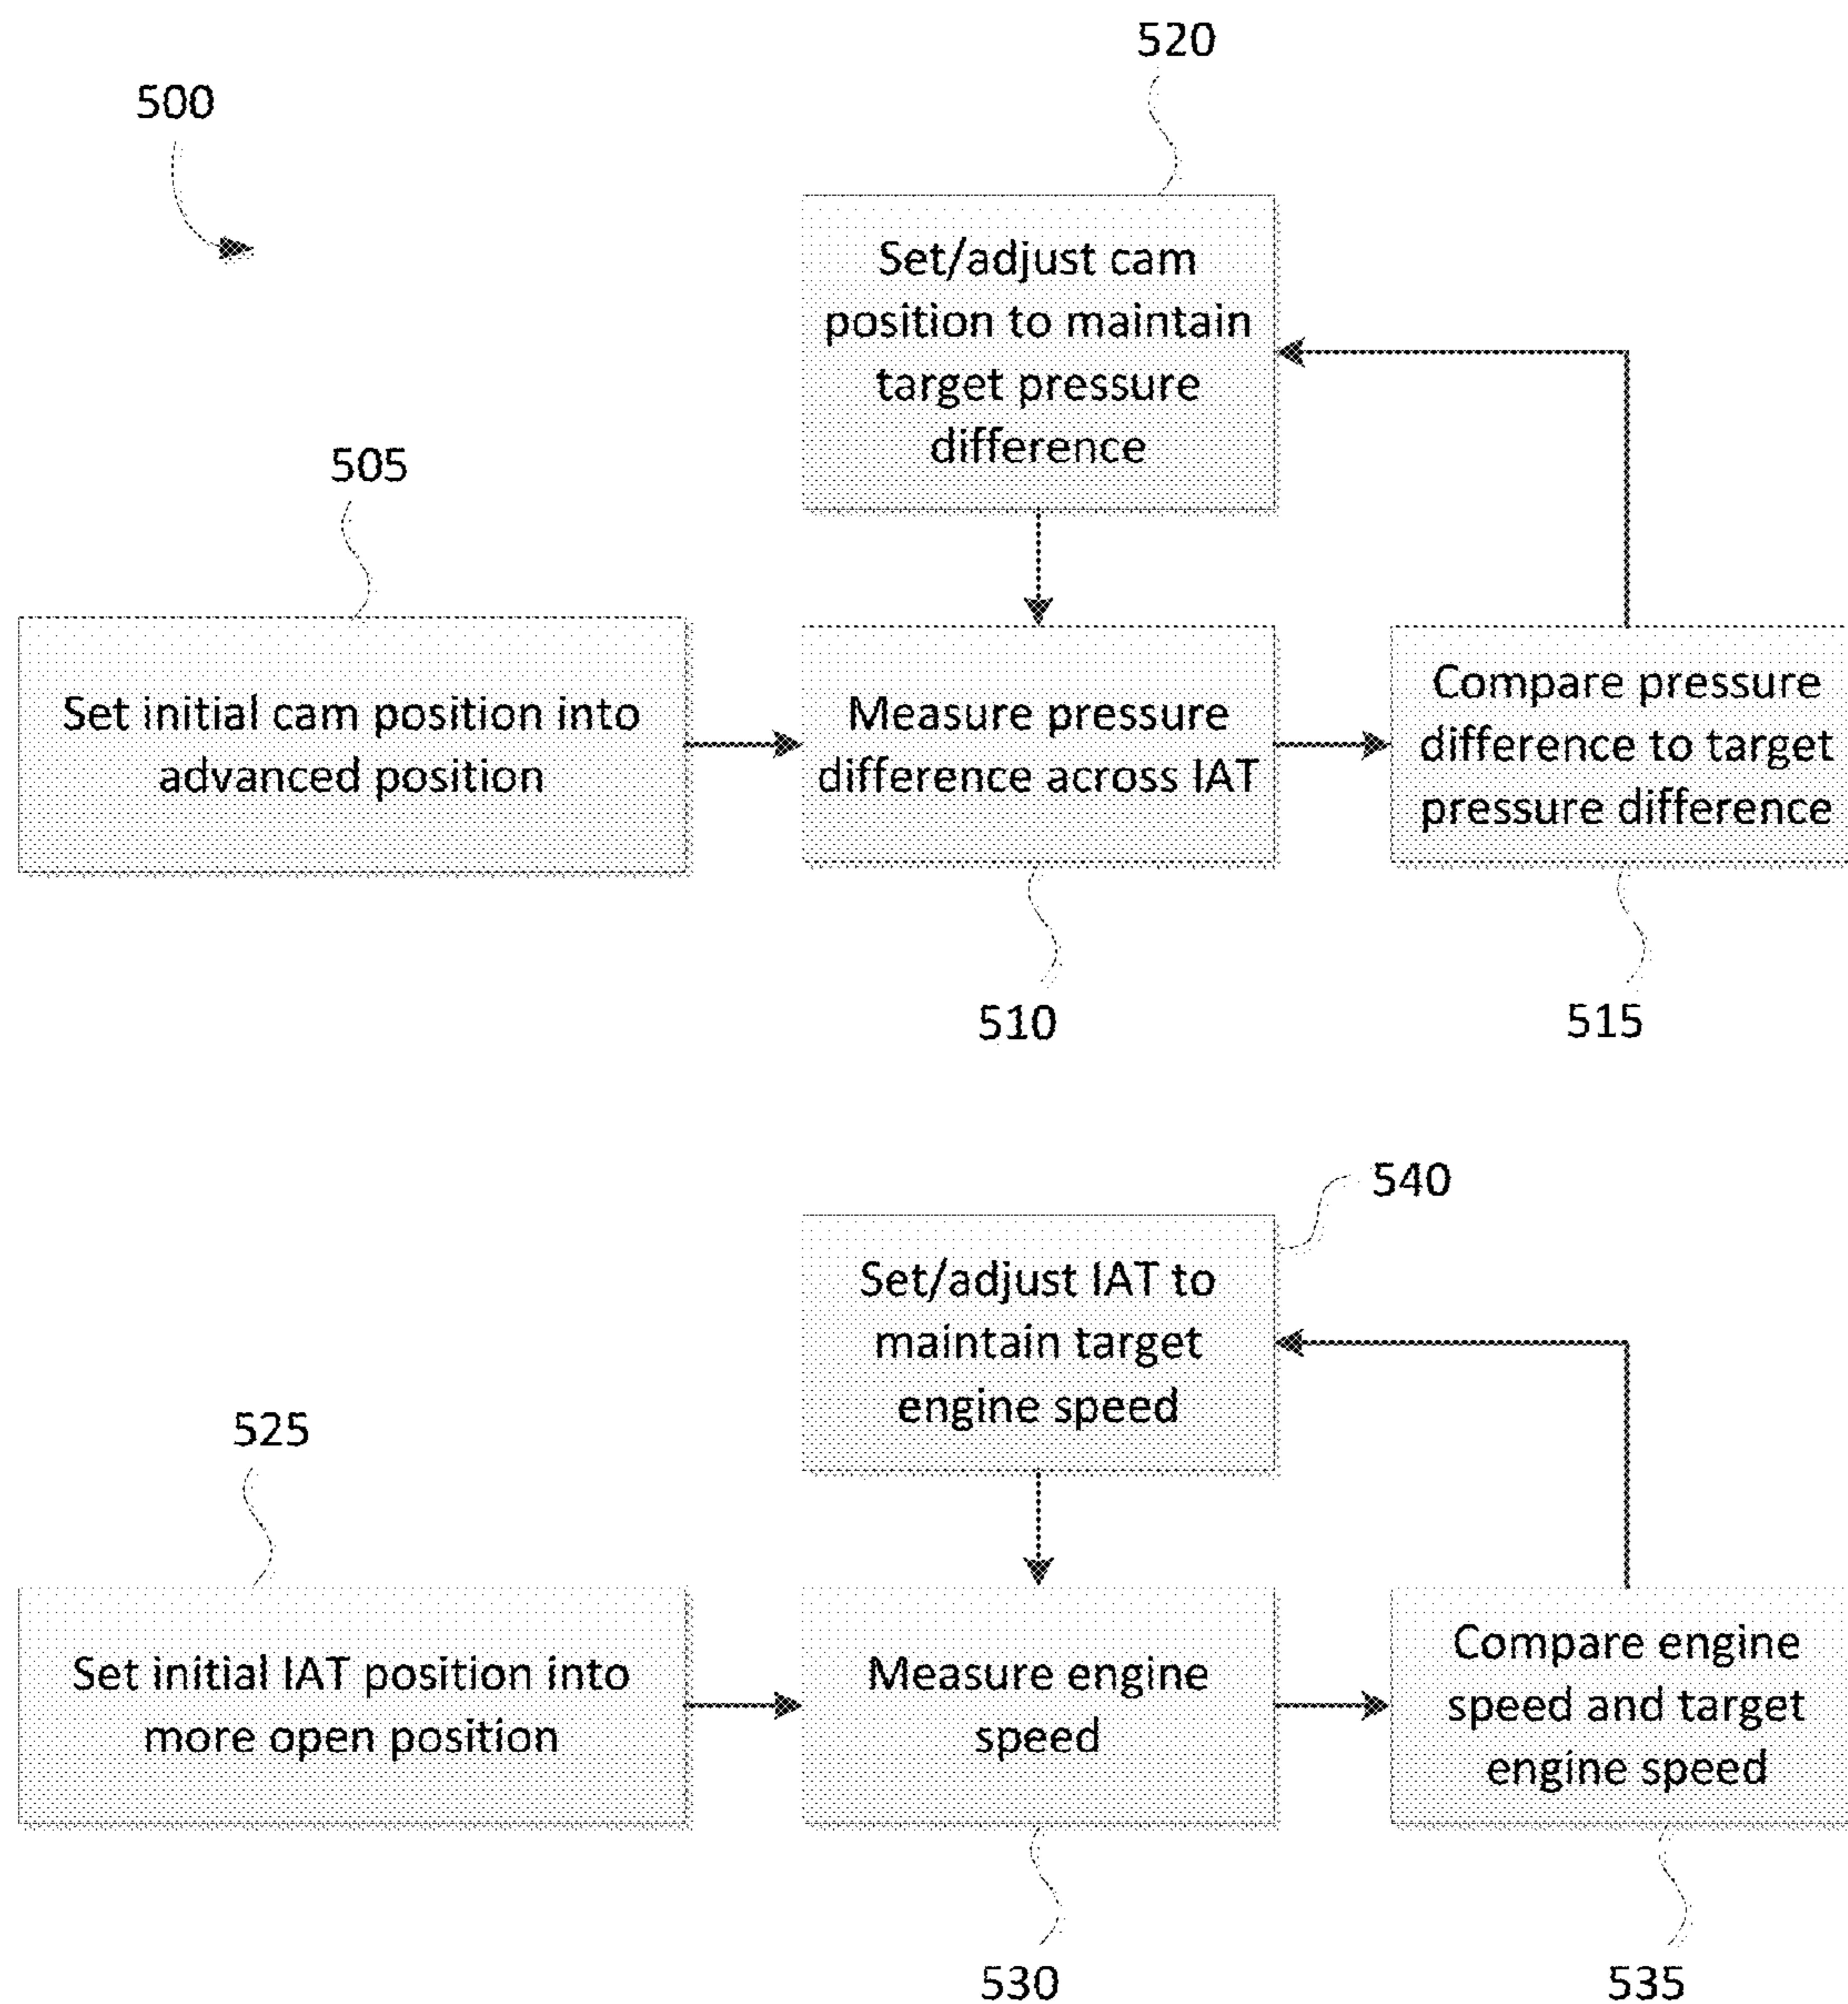 520
500
Set/adjust cam
position to maintain
target pressure
difference
505
Set initial cam position into
advanced position
Measure pressure
difference across IAT
Compare pressure
difference to target
pressure difference
510
515
540
Set/adjust IAT to
maintain target
engine speed
525
Set initial IAT position into
more open position
Measure engine
speed
Compare engine
speed and target
engine speed
530
535